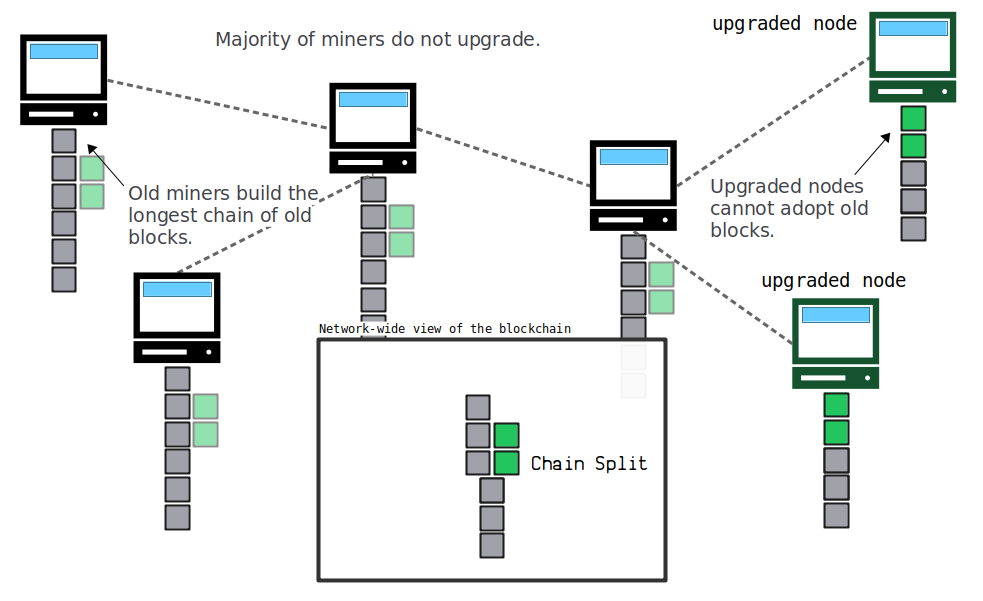 upgraded node
Majority of miners do not upgrade.
Old miners build the
longest chain of old
blocks.
Upgraded nodes
cannot adopt old
blocks.
upgraded node
Network-wide view of the blockchain
Chain Split